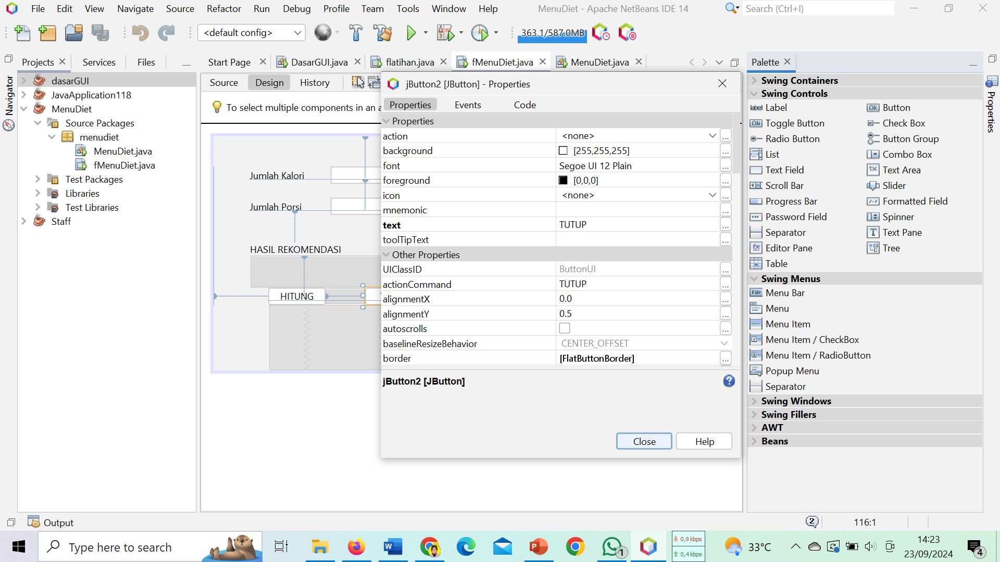 File Edit View Navigate Source Refactor Run Debug Profile Team Tools Window Help
MenuDiet - Apache NetBeans IDE 14
Search (Ctrl+I)
<default config>
363.1/587.0MB
Projects Services Files
Start Page DasarGUI.java flatihan.java fMenuDiet.java MenuDiet.java
Palette
Navigator
Properties
dasarGUI
JavaApplication118
MenuDiet
Source Packages
menudiet
MenuDiet.java
fMenuDiet.java
Test Packages
Libraries
Test Libraries
Staff
Source Design History
To select multiple components in an a
Jumlah Kalori
Jumlah Porsi
HASIL REKOMENDASI
HITUNG
jButton2 [JButton] - Properties
Properties Events Code
Properties
action <none> ...
background [255,255,255] ...
font Segoe UI 12 Plain ...
foreground [0,0,0] ...
icon <none> ...
mnemonic ...
text TUTUP ...
toolTipText ...
Other Properties
UIClassID ButtonUI ...
actionCommand TUTUP ...
alignmentX 0.0 ...
alignmentY 0.5 ...
autoscrolls ...
baselineResizeBehavior CENTER_OFFSET
border [FlatButtonBorder] ...
jButton2 [JButton]
Close Help
Swing Containers
Swing Controls
label Label OK Button
ON Toggle Button Check Box
Radio Button Button Group
List Combo Box
Text Field Text Area
Scroll Bar Slider
Progress Bar Formatted Field
Password Field Spinner
Separator Text Pane
Editor Pane Tree
Table
Swing Menus
File Menu Bar
Menu
Menu Item
Menu Item / CheckBox
Menu Item / RadioButton
Popup Menu
Separator
Swing Windows
Swing Fillers
AWT
Beans
Output
2
116:1
Type here to search
1
0,9 kbps
0,4 kbps
33°C
14:23
23/09/2024
4